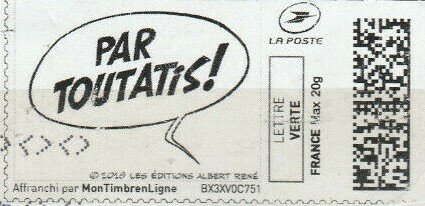 PAR
TOUTATIS!
© 2019 LES ÉDITIONS ALBERT RENÉ
Affranchi par MonTimbrenLigne BX3XV0C751
LA POSTE
LETTRE
VERTE
FRANCE Max 20g